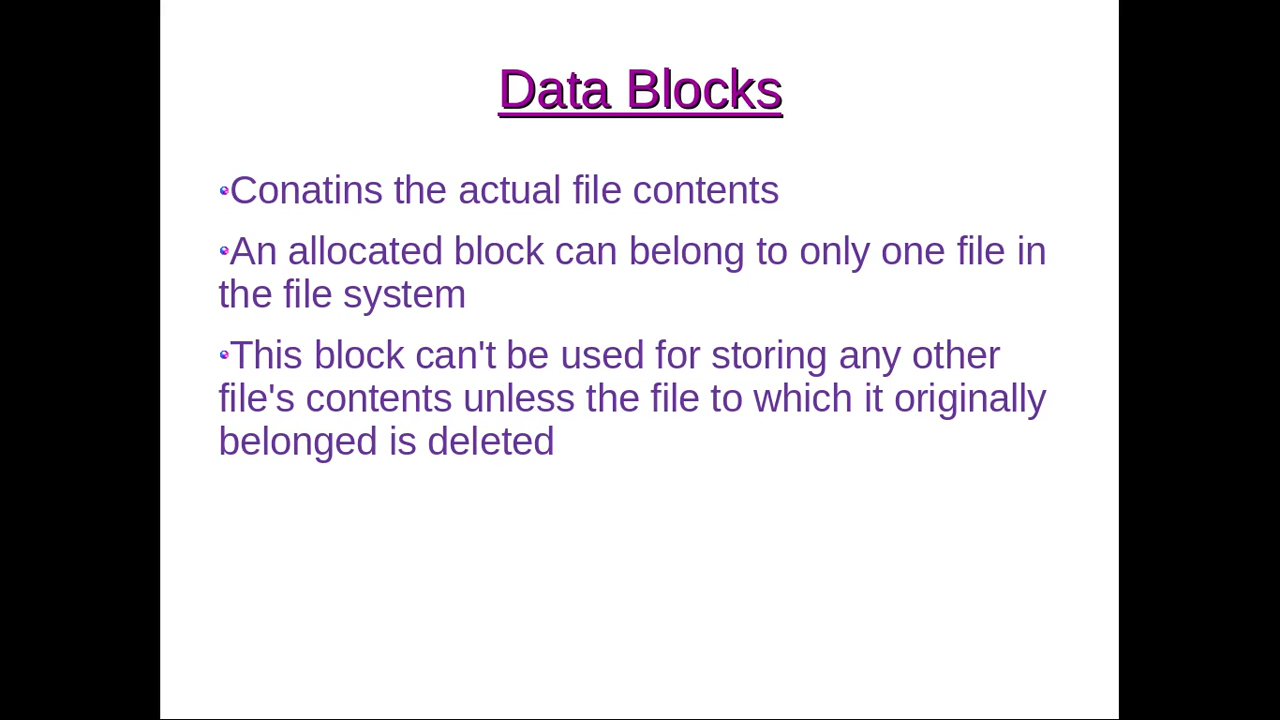 Data Blocks
Conatins the actual file contents
An allocated block can belong to only one file in
the file system
This block can't be used for storing any other
file's contents unless the file to which it originally
belonged is deleted